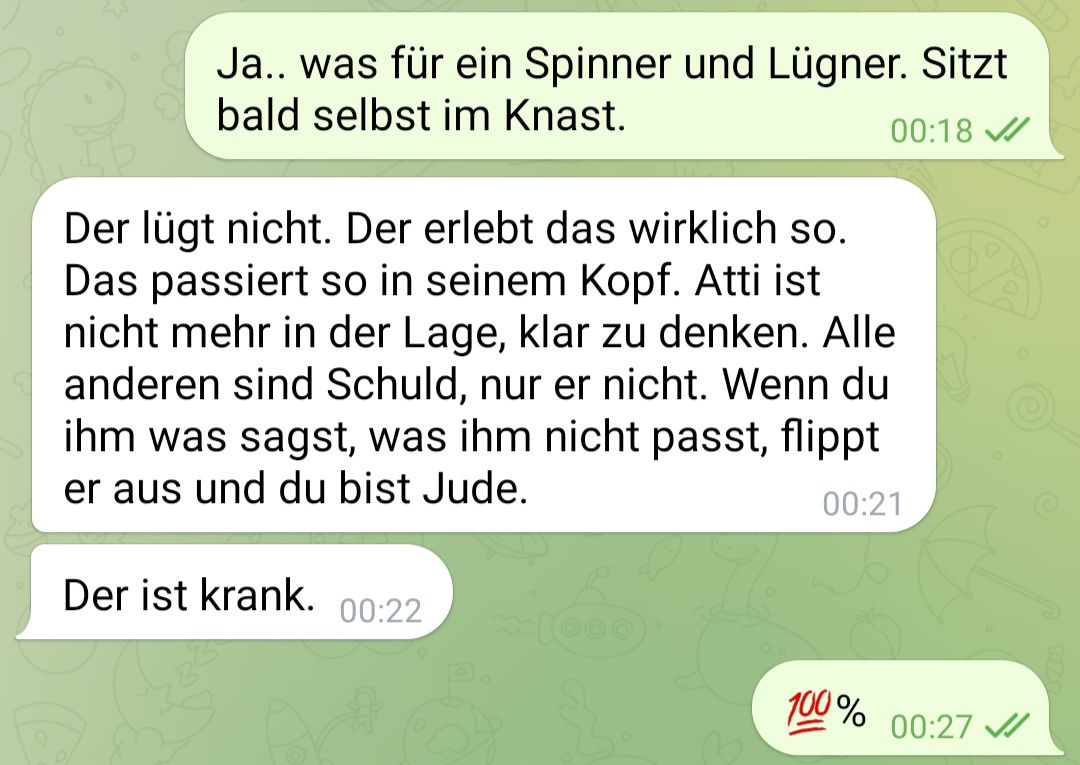 Ja.. was für ein Spinner und Lügner. Sitzt
bald selbst im Knast.
00:18
Der lügt nicht. Der erlebt das wirklich so.
Das passiert so in seinem Kopf. Atti ist
nicht mehr in der Lage, klar zu denken. Alle
anderen sind Schuld, nur er nicht. Wenn du
ihm was sagst, was ihm nicht passt, flippt
er aus und du bist Jude.
00:21
Der ist krank. 00:22
💯% 00:27